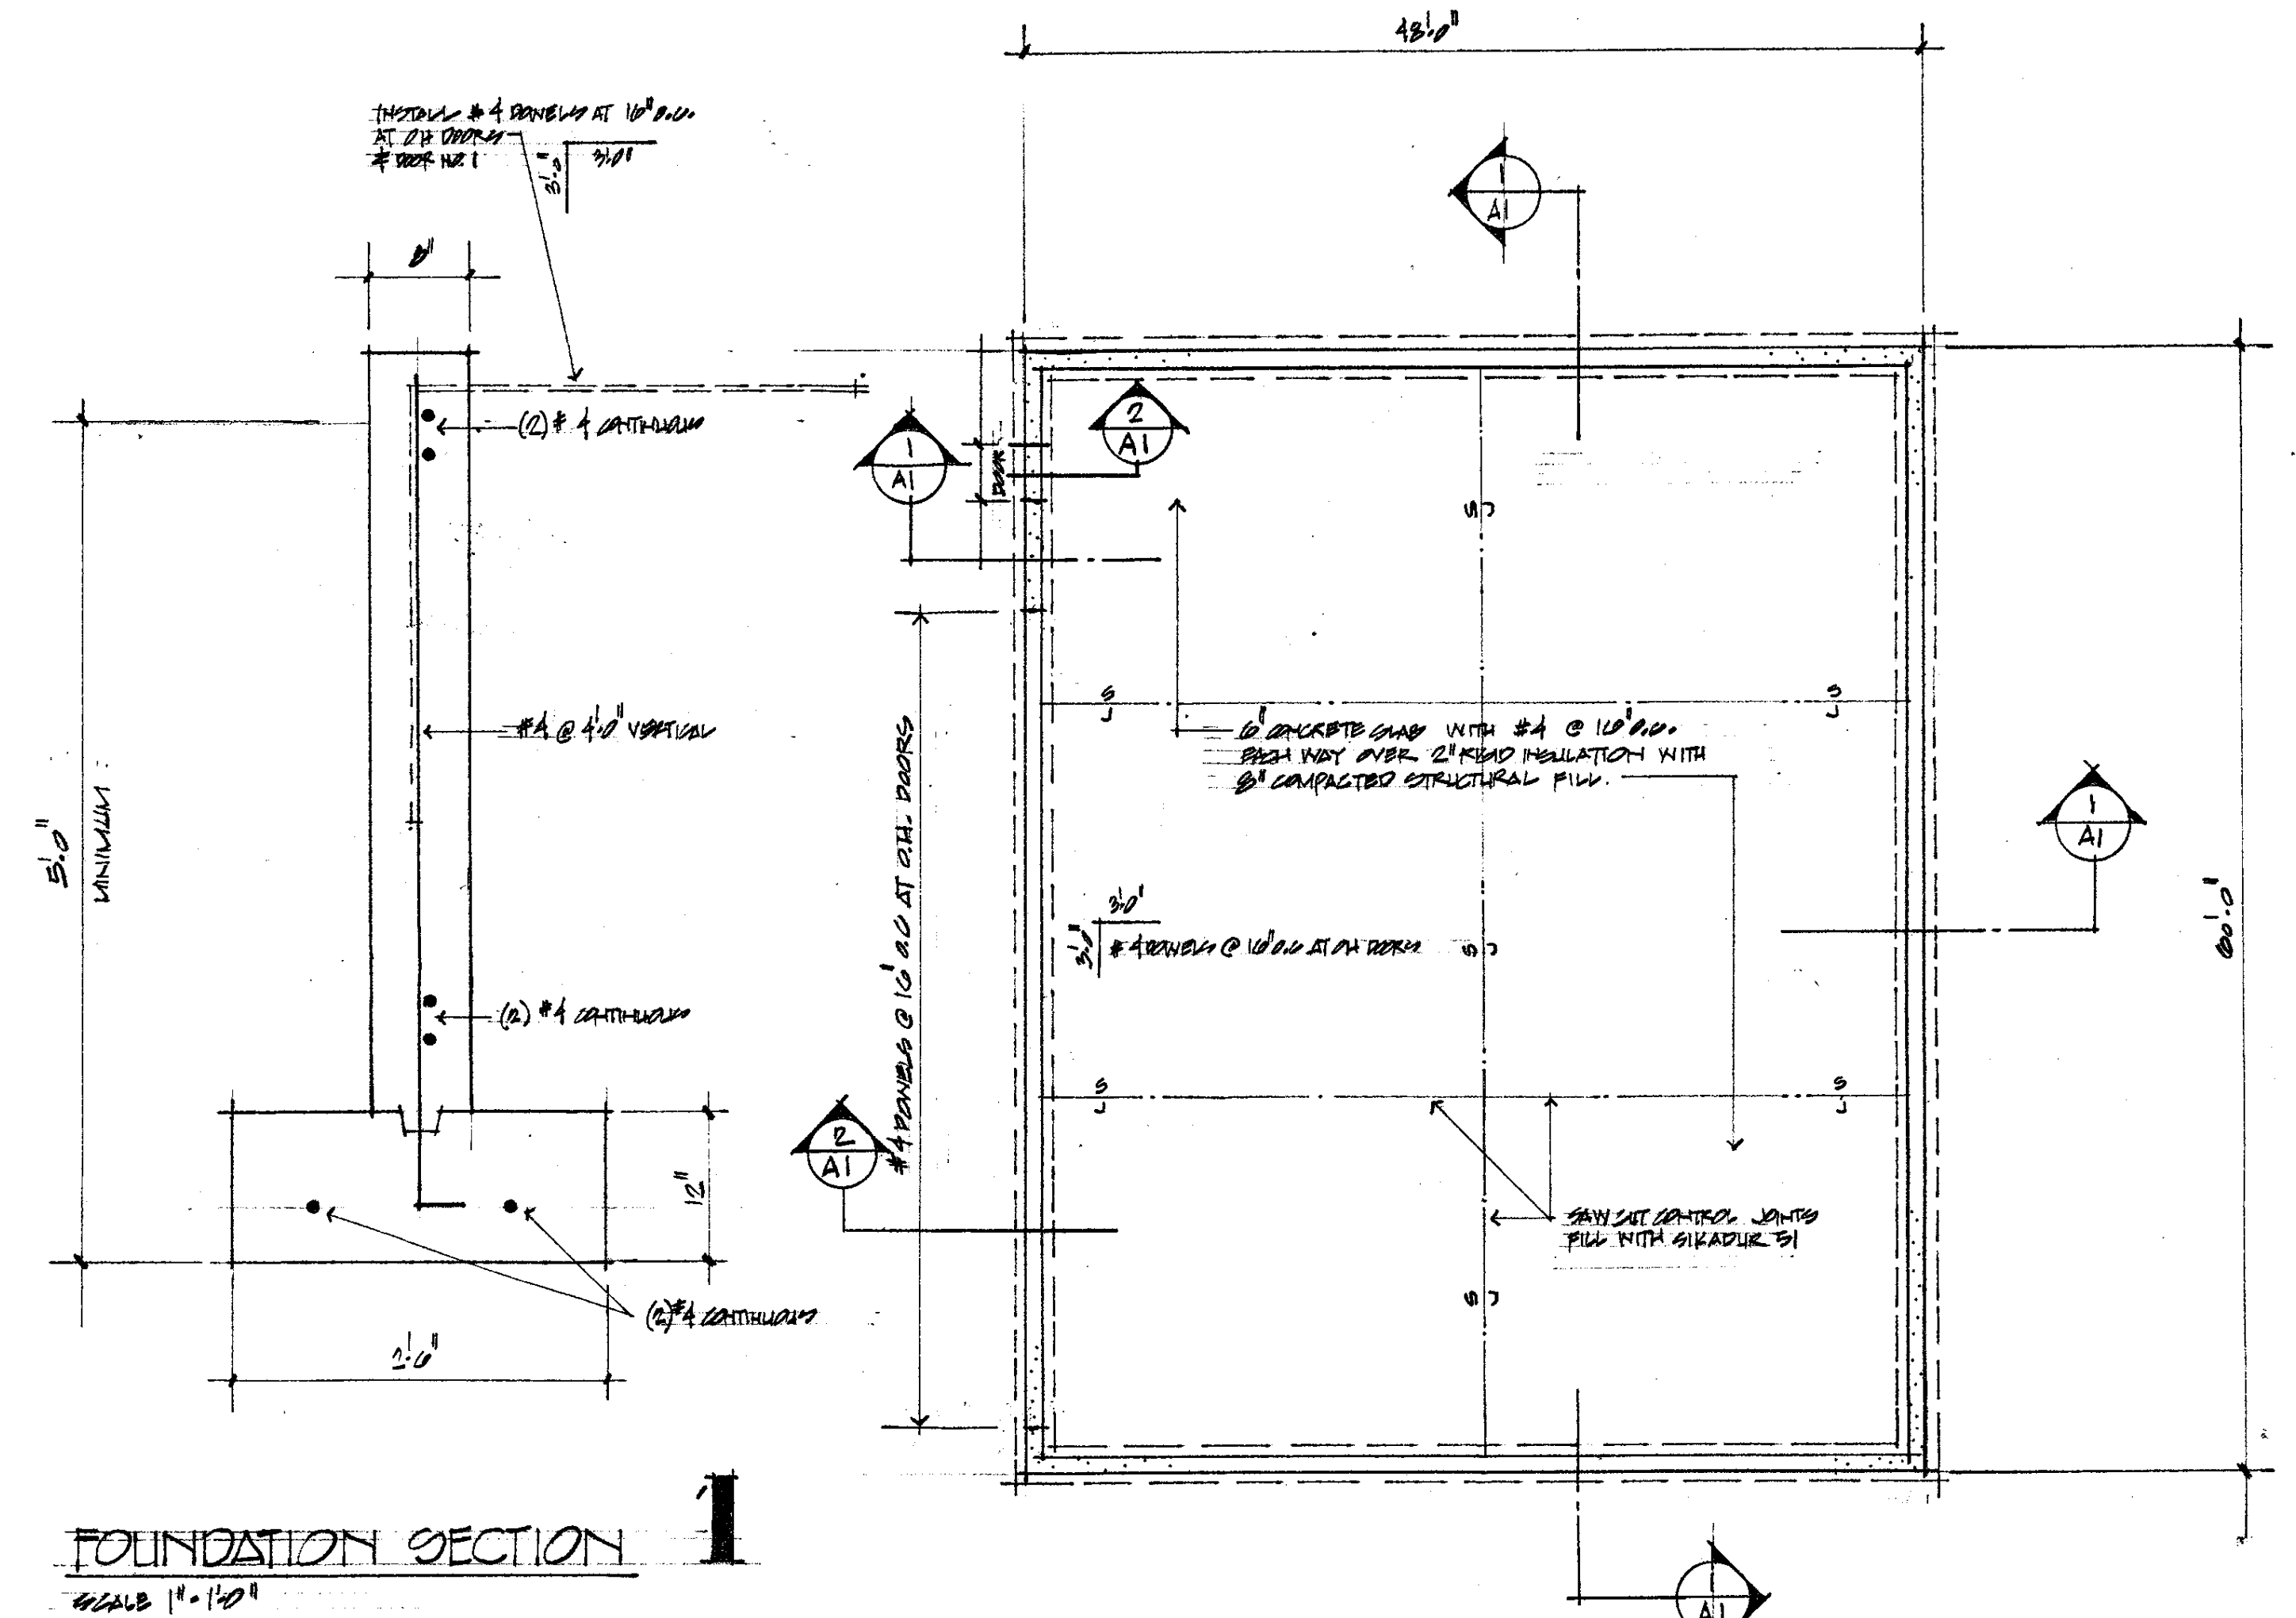 48'-0"
INSTALL #4 DOWELS AT 16" O.C.
AT OH DOORS
& DOOR NO. 1
3'-0"
3'-0"
8"
(2) #4 CONTINUOUS
#4 @ 4'-0" VERTICAL
5'-0"
MINIMUM
(2) #4 CONTINUOUS
12"
(2) #4 CONTINUOUS
2'-6"
FOUNDATION SECTION 1
SCALE 1" = 1'-0"
1
A1
2
A1
1
A1
DOOR
S J
S J
S J
6" CONCRETE SLAB WITH #4 @ 16" O.C.
EACH WAY OVER 2" RIGID INSULATION WITH
8" COMPACTED STRUCTURAL FILL.
1
A1
60'-0"
#4 DOWELS @ 16" O.C AT O.H. DOORS
3'-0"
3'-0"
#4 DOWELS @ 16" O.C AT OH DOORS
S J
S J
S J
2
A1
SAW CUT CONTROL JOINTS
FILL WITH SIKADUR 51
S J
1
A1